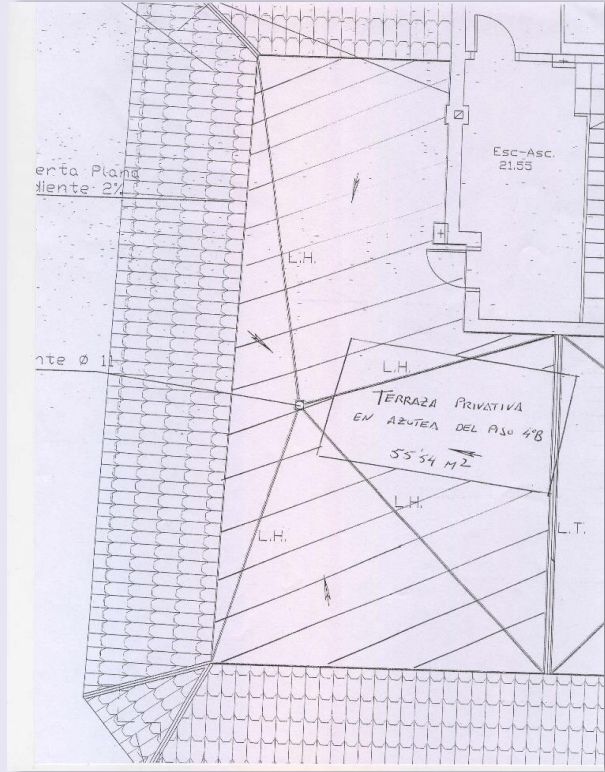 Esc-Asc.
21.55
erta Plana
diente 2%
L.H.
nte Ø 11
L.H.
TERRAZA PRIVATIVA
EN AZOTEA DEL PISO 4ºB
55'54 M2
L.H.
L.H.
L.T.